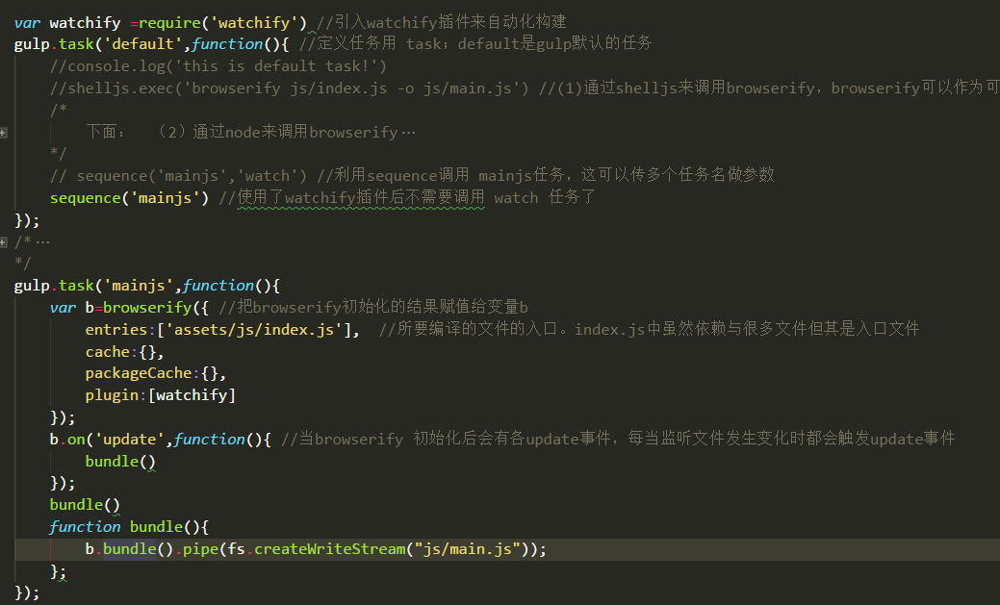 var watchify =require('watchify') //引入watchify插件来自动化构建
gulp.task('default',function(){ //定义任务用 task；default是gulp默认的任务
//console.log('this is default task!')
//shelljs.exec('browserify js/index.js -o js/main.js') //(1)通过shelljs来调用browserify，browserify可以作为可
/*
下面： （2）通过node来调用browserify…
*/
// sequence('mainjs','watch') //利用sequence调用 mainjs任务，这可以传多个任务名做参数
sequence('mainjs') //使用了watchify插件后不需要调用 watch 任务了
});
/*…
*/
gulp.task('mainjs',function(){
var b=browserify({ //把browserify初始化的结果赋值给变量b
entries:['assets/js/index.js'], //所要编译的文件的入口。index.js中虽然依赖与很多文件但其是入口文件
cache:{},
packageCache:{},
plugin:[watchify]
});
b.on('update',function(){ //当browserify 初始化后会有各update事件，每当监听文件发生变化时都会触发update事件
bundle()
});
bundle()
function bundle(){
b.bundle().pipe(fs.createWriteStream("js/main.js"));
};
});